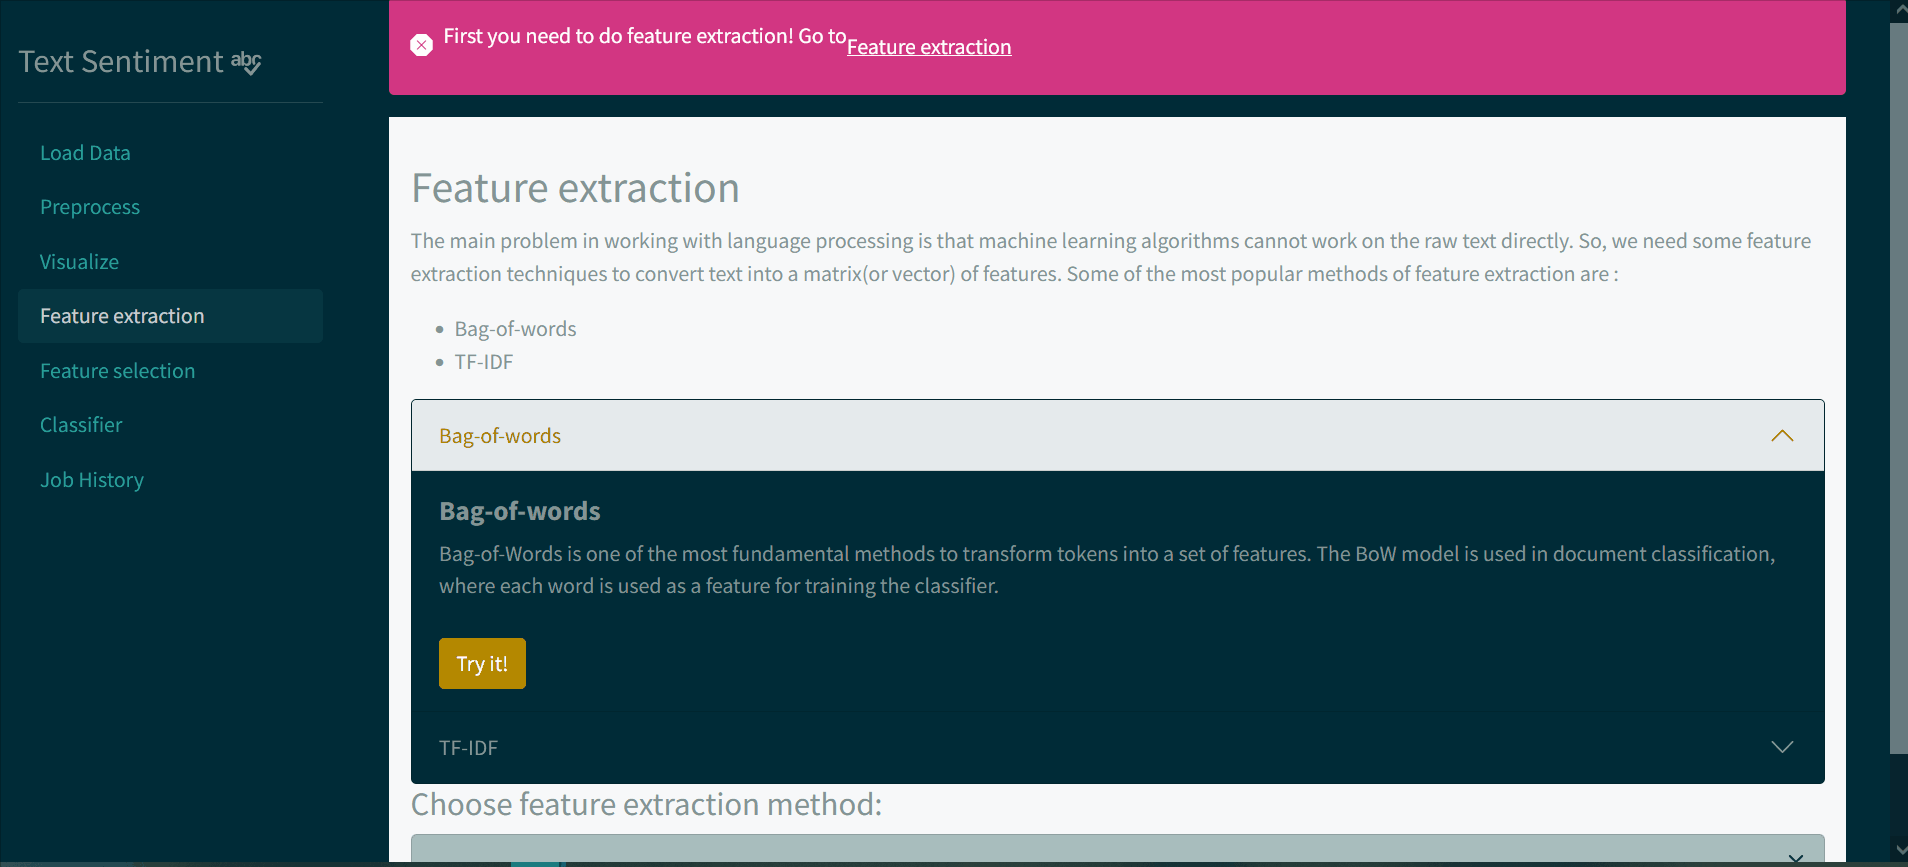 Text Sentiment abc
Load Data
Preprocess
Visualize
Feature extraction
Feature selection
Classifier
Job History
First you need to do feature extraction! Go to Feature extraction
Feature extraction
The main problem in working with language processing is that machine learning algorithms cannot work on the raw text directly. So, we need some feature
extraction techniques to convert text into a matrix(or vector) of features. Some of the most popular methods of feature extraction are :
• Bag-of-words
• TF-IDF
Bag-of-words
Bag-of-words
Bag-of-Words is one of the most fundamental methods to transform tokens into a set of features. The BoW model is used in document classification,
where each word is used as a feature for training the classifier.
Try it!
TF-IDF
Choose feature extraction method: